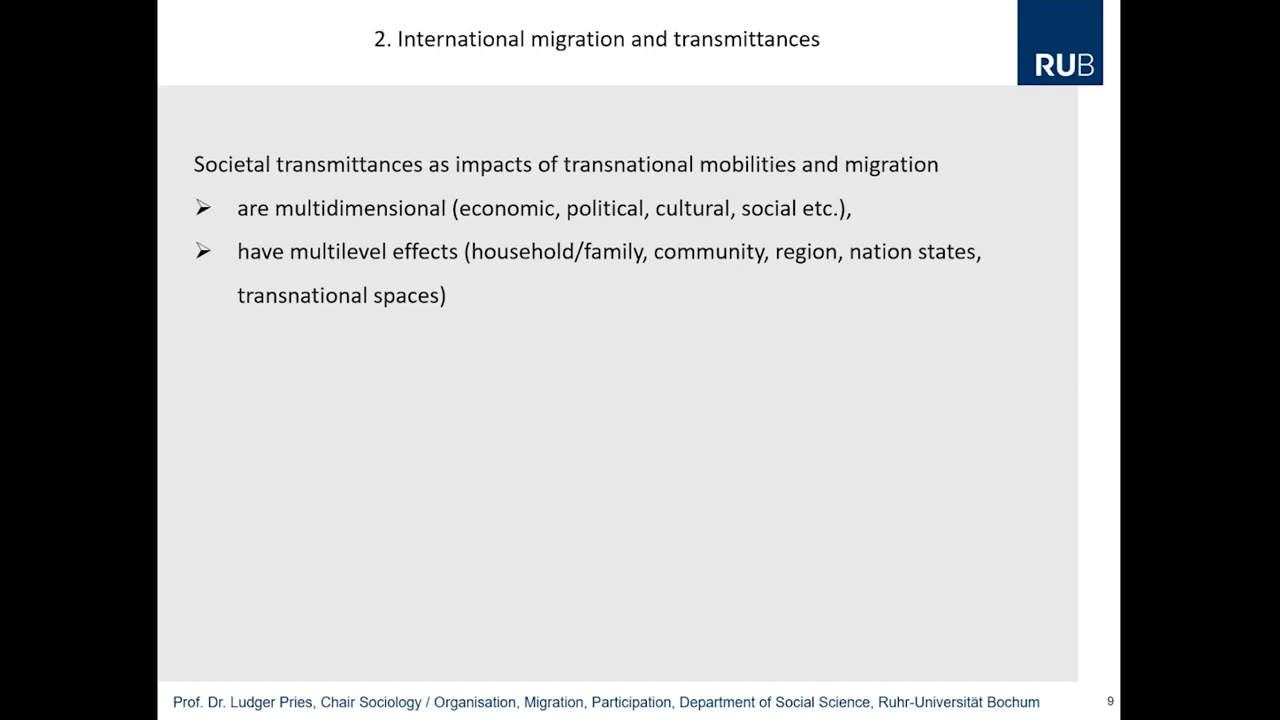 2. International migration and transmittances
RUB
Societal transmittances as impacts of transnational mobilities and migration
➢ are multidimensional (economic, political, cultural, social etc.),
➢ have multilevel effects (household/family, community, region, nation states,
transnational spaces)
Prof. Dr. Ludger Pries, Chair Sociology / Organisation, Migration, Participation, Department of Social Science, Ruhr-Universität Bochum
9